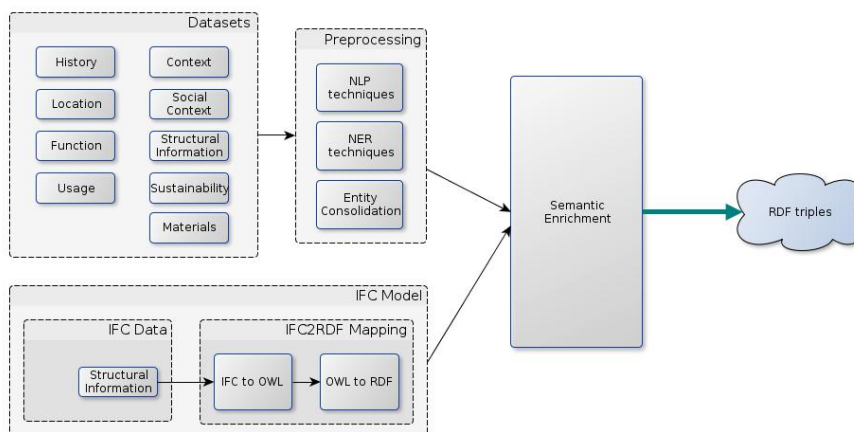 Datasets
History
Context
Location
Social
Context
Function
Structural
Information
Usage
Sustainability
Materials
Preprocessing
NLP
techniques
NER
techniques
Entity
Consolidation
Semantic
Enrichment
RDF triples
IFC Model
IFC Data
Structural
Information
IFC2RDF Mapping
IFC to OWL
OWL to RDF